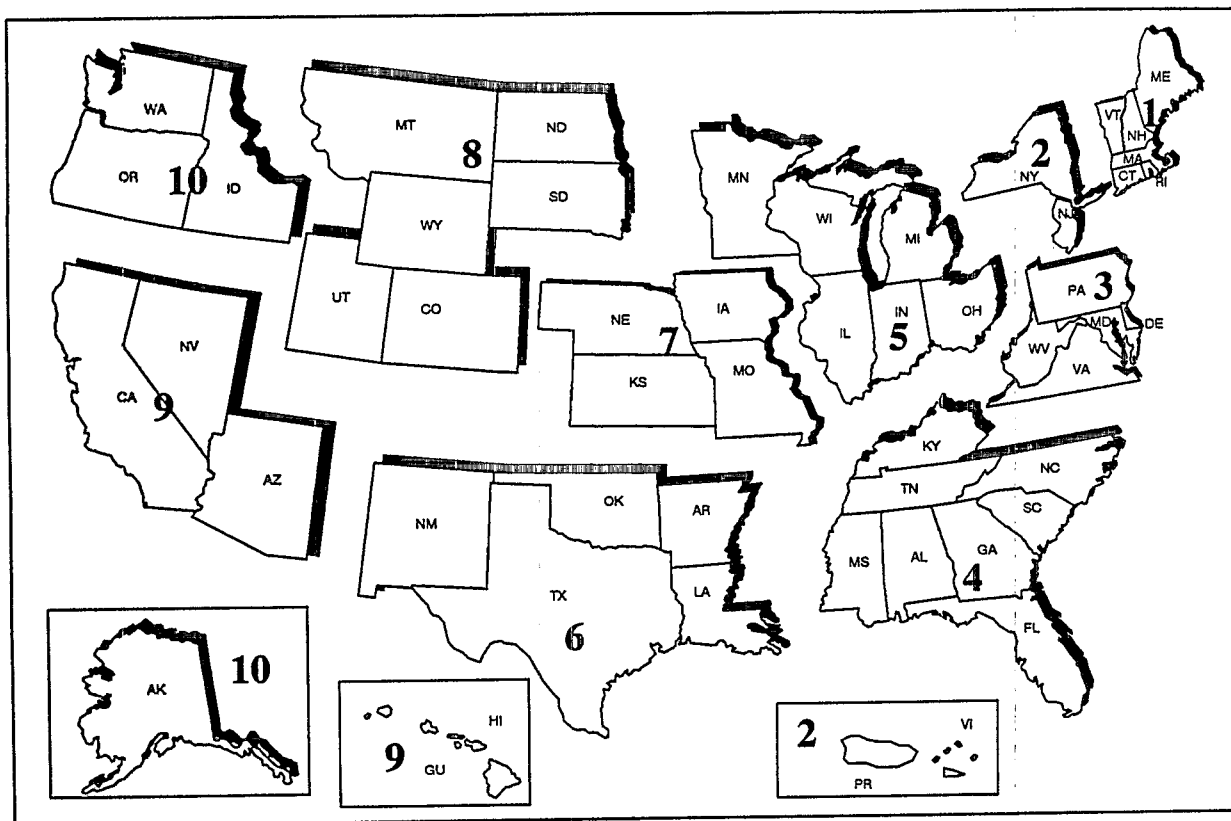 ME
WA
MT
ND
VT
1
NH
8
2
MN
MA
OR
10
ID
NY
CT
RI
SD
WI
NJ
WY
MI
PA
3
UT
CO
IA
IN
OH
MD
DE
NE
7
IL
5
WV
NV
VA
KS
MO
CA
9
KY
NC
AZ
TN
OK
SC
NM
AR
MS
AL
GA
4
TX
LA
6
FL
10
AK
HI
9
GU
2
VI
PR